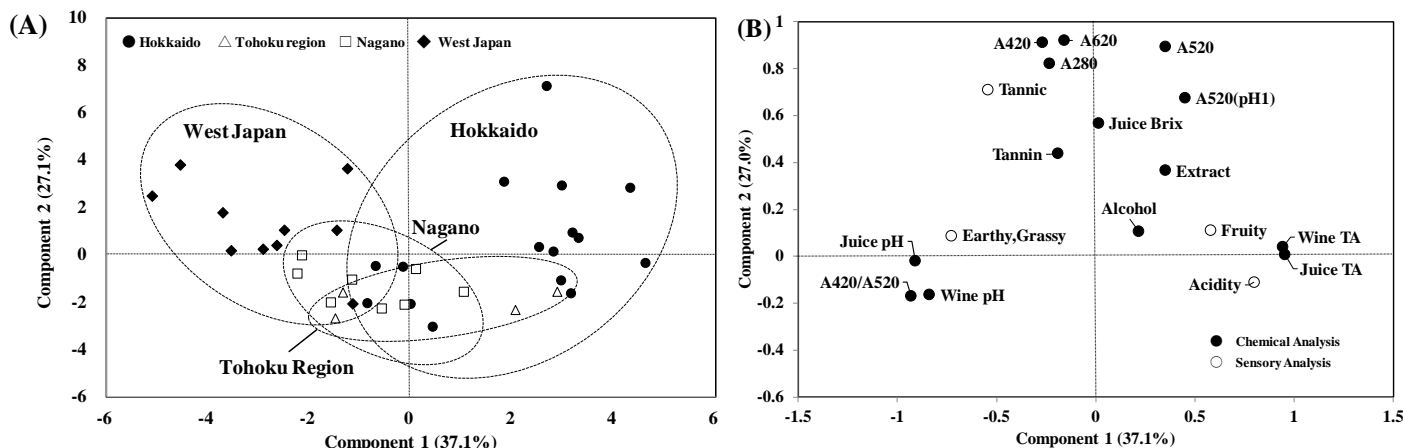 (A)
Component 2 (27.1%)
10
8
6
4
2
0
-2
-4
-6
Hokkaido Tohoku region Nagano West Japan
West Japan
Hokkaido
Nagano
Tohoku Region
-6 -4 -2 0 2 4 6
Component 1 (37.1%)
(B)
Component 2 (27.0%)
1
0.8
0.6
0.4
0.2
0
-0.2
-0.4
-0.6
A420
A620
A520
A280
Tannic
A520(pH1)
Juice Brix
Tannin
Extract
Alcohol
Earthy,Grassy
Fruity
Wine TA
Juice pH
Juice TA
A420/A520
Wine pH
Acidity
Chemical Analysis
Sensory Analysis
-1.5 -1 -0.5 0 0.5 1 1.5
Component 1 (37.1%)